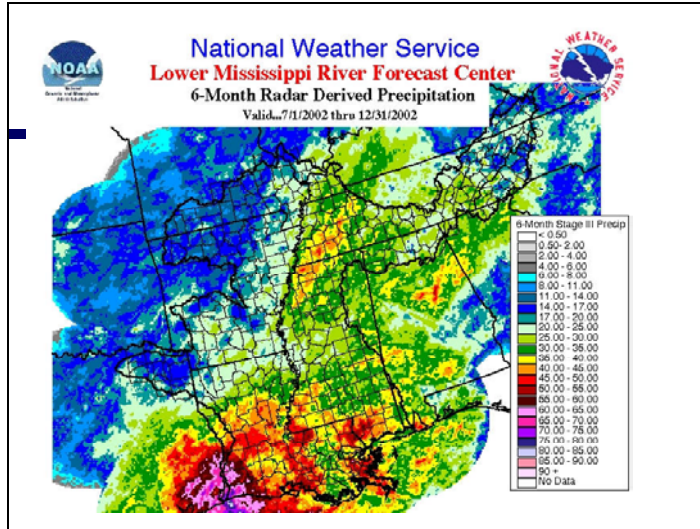 NOAA
National Weather Service
Lower Mississippi River Forecast Center
6-Month Radar Derived Precipitation
Valid...7/1/2002 thru 12/31/2002
NATIONAL WEATHER SERVICE
6-Month Stage III Precip
< 0.50
0.50- 2.00
2.00 - 4.00
4.00 - 6.00
6.00 - 8.00
8.00 - 11.00
11.00 - 14.00
14.00 - 17.00
17.00 - 20.00
20.00 - 25.00
25.00 - 30.00
30.00 - 35.00
35.00 - 40.00
40.00 - 45.00
45.00 - 50.00
50.00 - 55.00
55.00 - 60.00
60.00 - 65.00
65.00 - 70.00
70.00 - 75.00
75.00 - 80.00
80.00 - 85.00
85.00 - 90.00
90 +
No Data